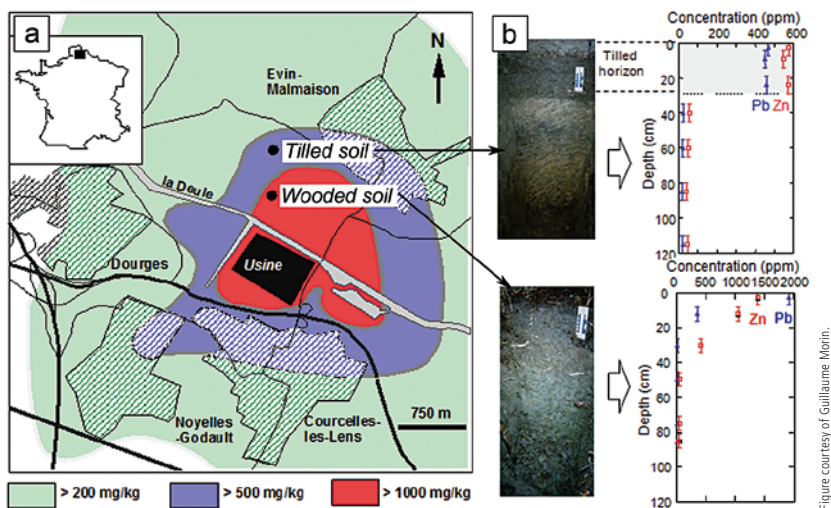 a
N
Evin-
Malmaison
Tilled soil
la Deule
Wooded soil
Usine
Dourges
Noyelles
-Godault
Courcelles-
les-Lens
750 m
> 200 mg/kg
> 500 mg/kg
> 1000 mg/kg
b
Tilled
horizon
Concentration (ppm)
0 200 400 600
0
20
40
60
80
100
120
Pb Zn
Depth (cm)
Concentration (ppm)
0 500 1000 1500 2000
0
20
40
60
80
100
120
Zn Pb
Depth (cm)
Figure courtesy of Guillaume Morin.